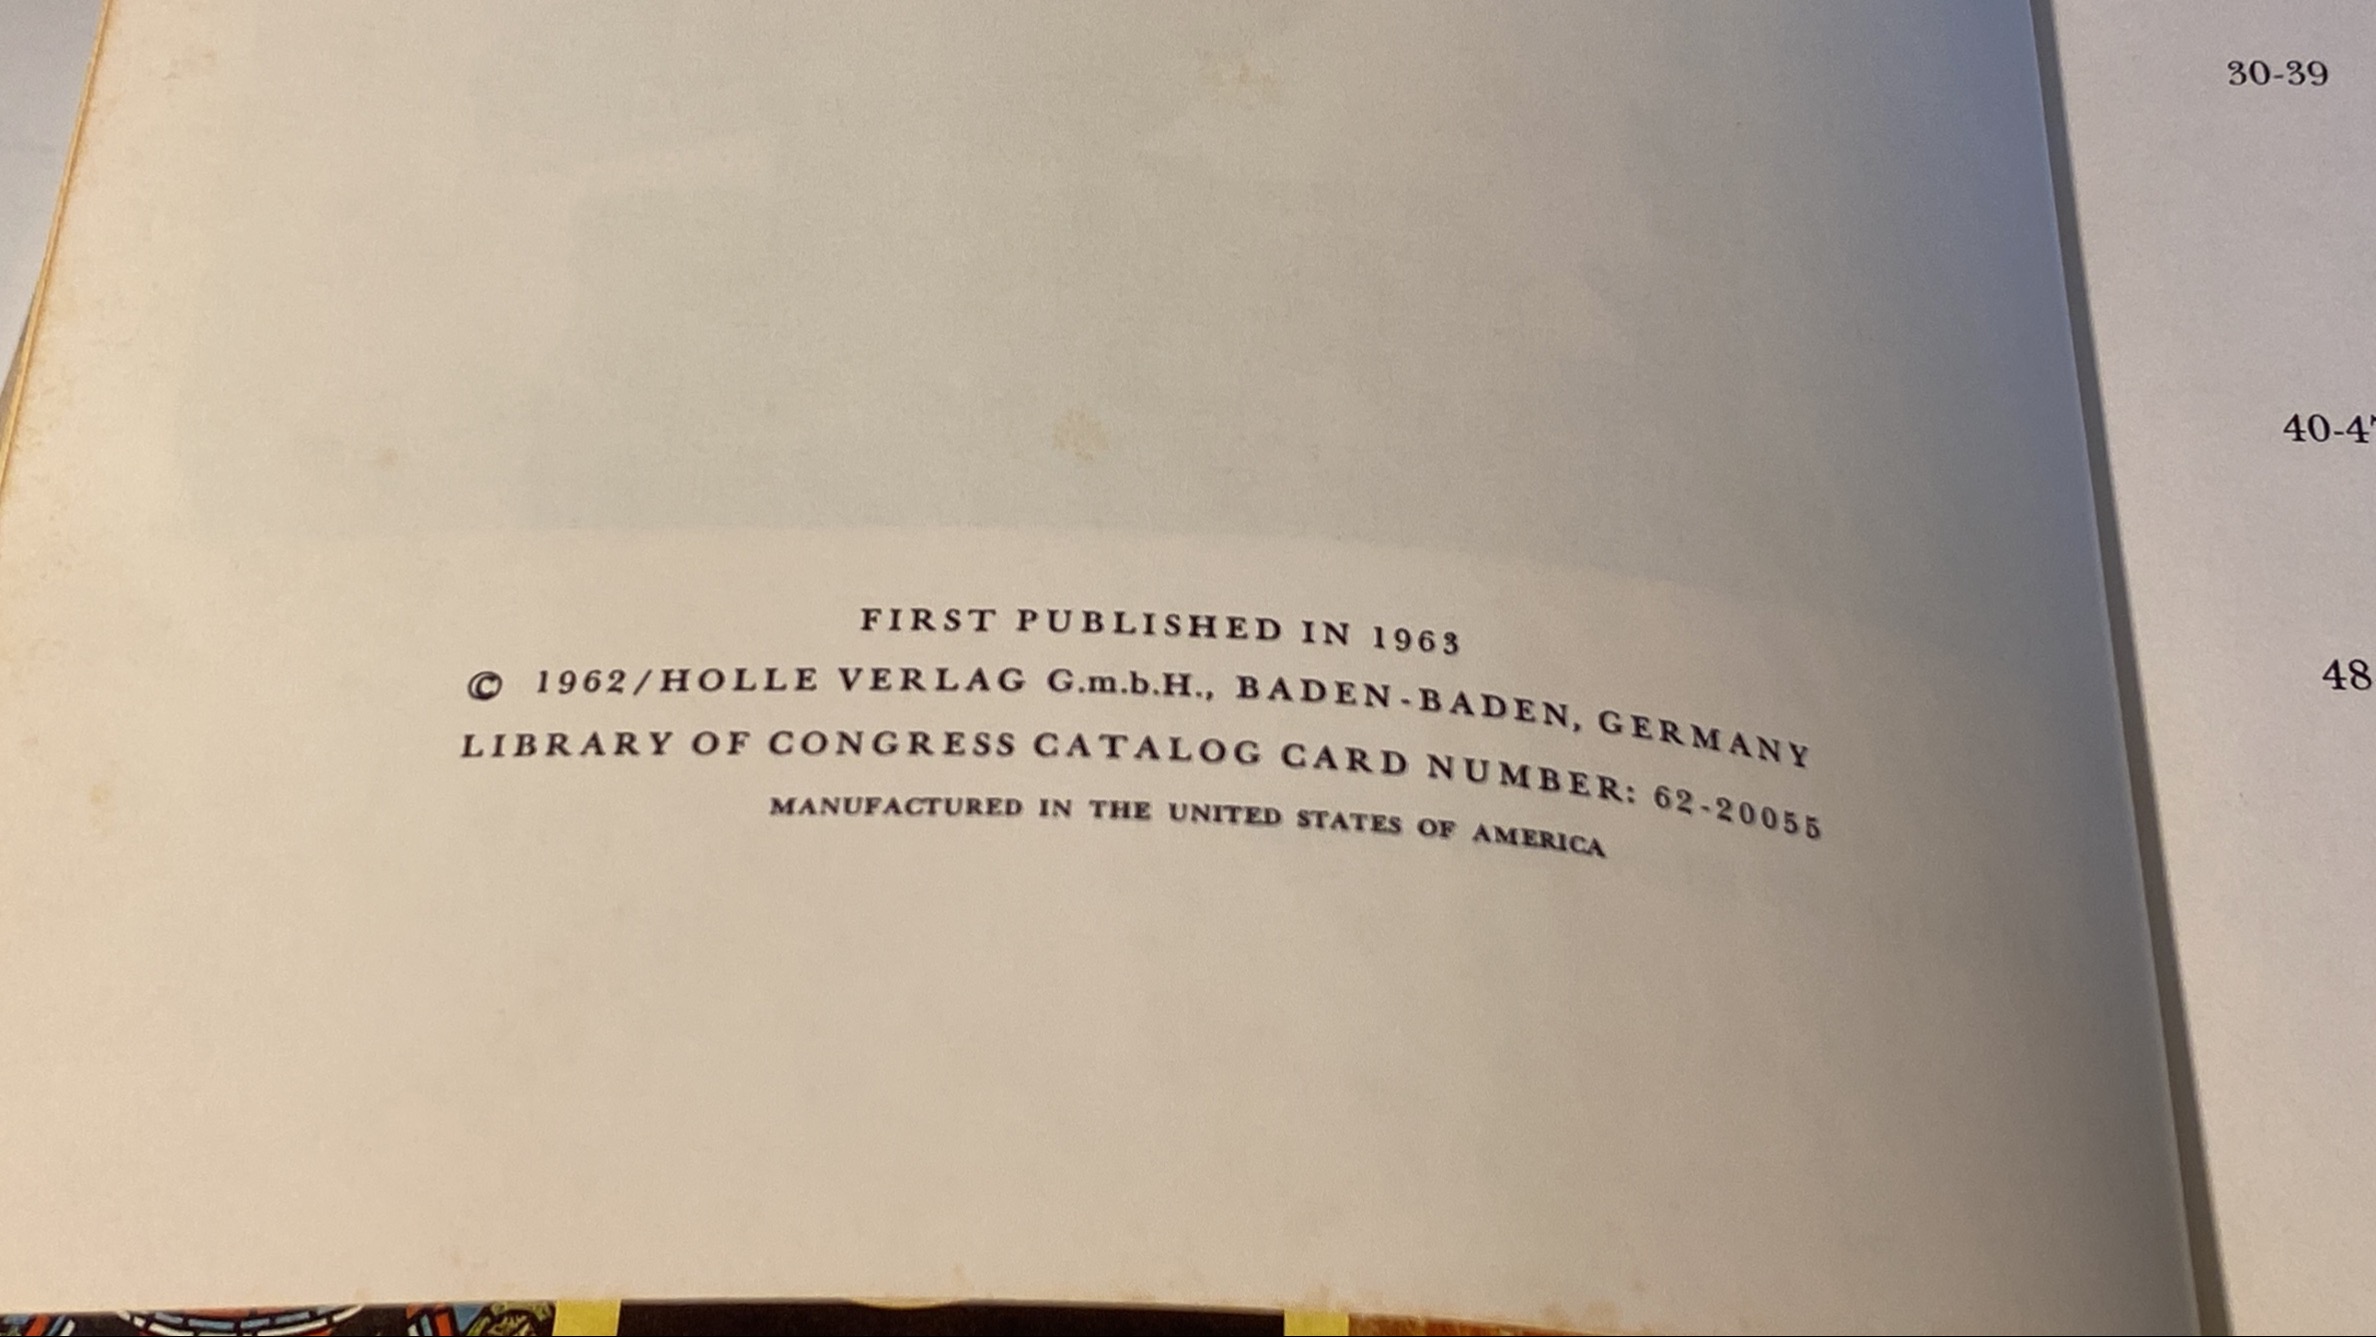 FIRST PUBLISHED IN 1963
© 1962/HOLLE VERLAG G.m.b.H., BADEN-BADEN, GERMANY
LIBRARY OF CONGRESS CATALOG CARD NUMBER: 62-20055
MANUFACTURED IN THE UNITED STATES OF AMERICA
30-39
40-4
48